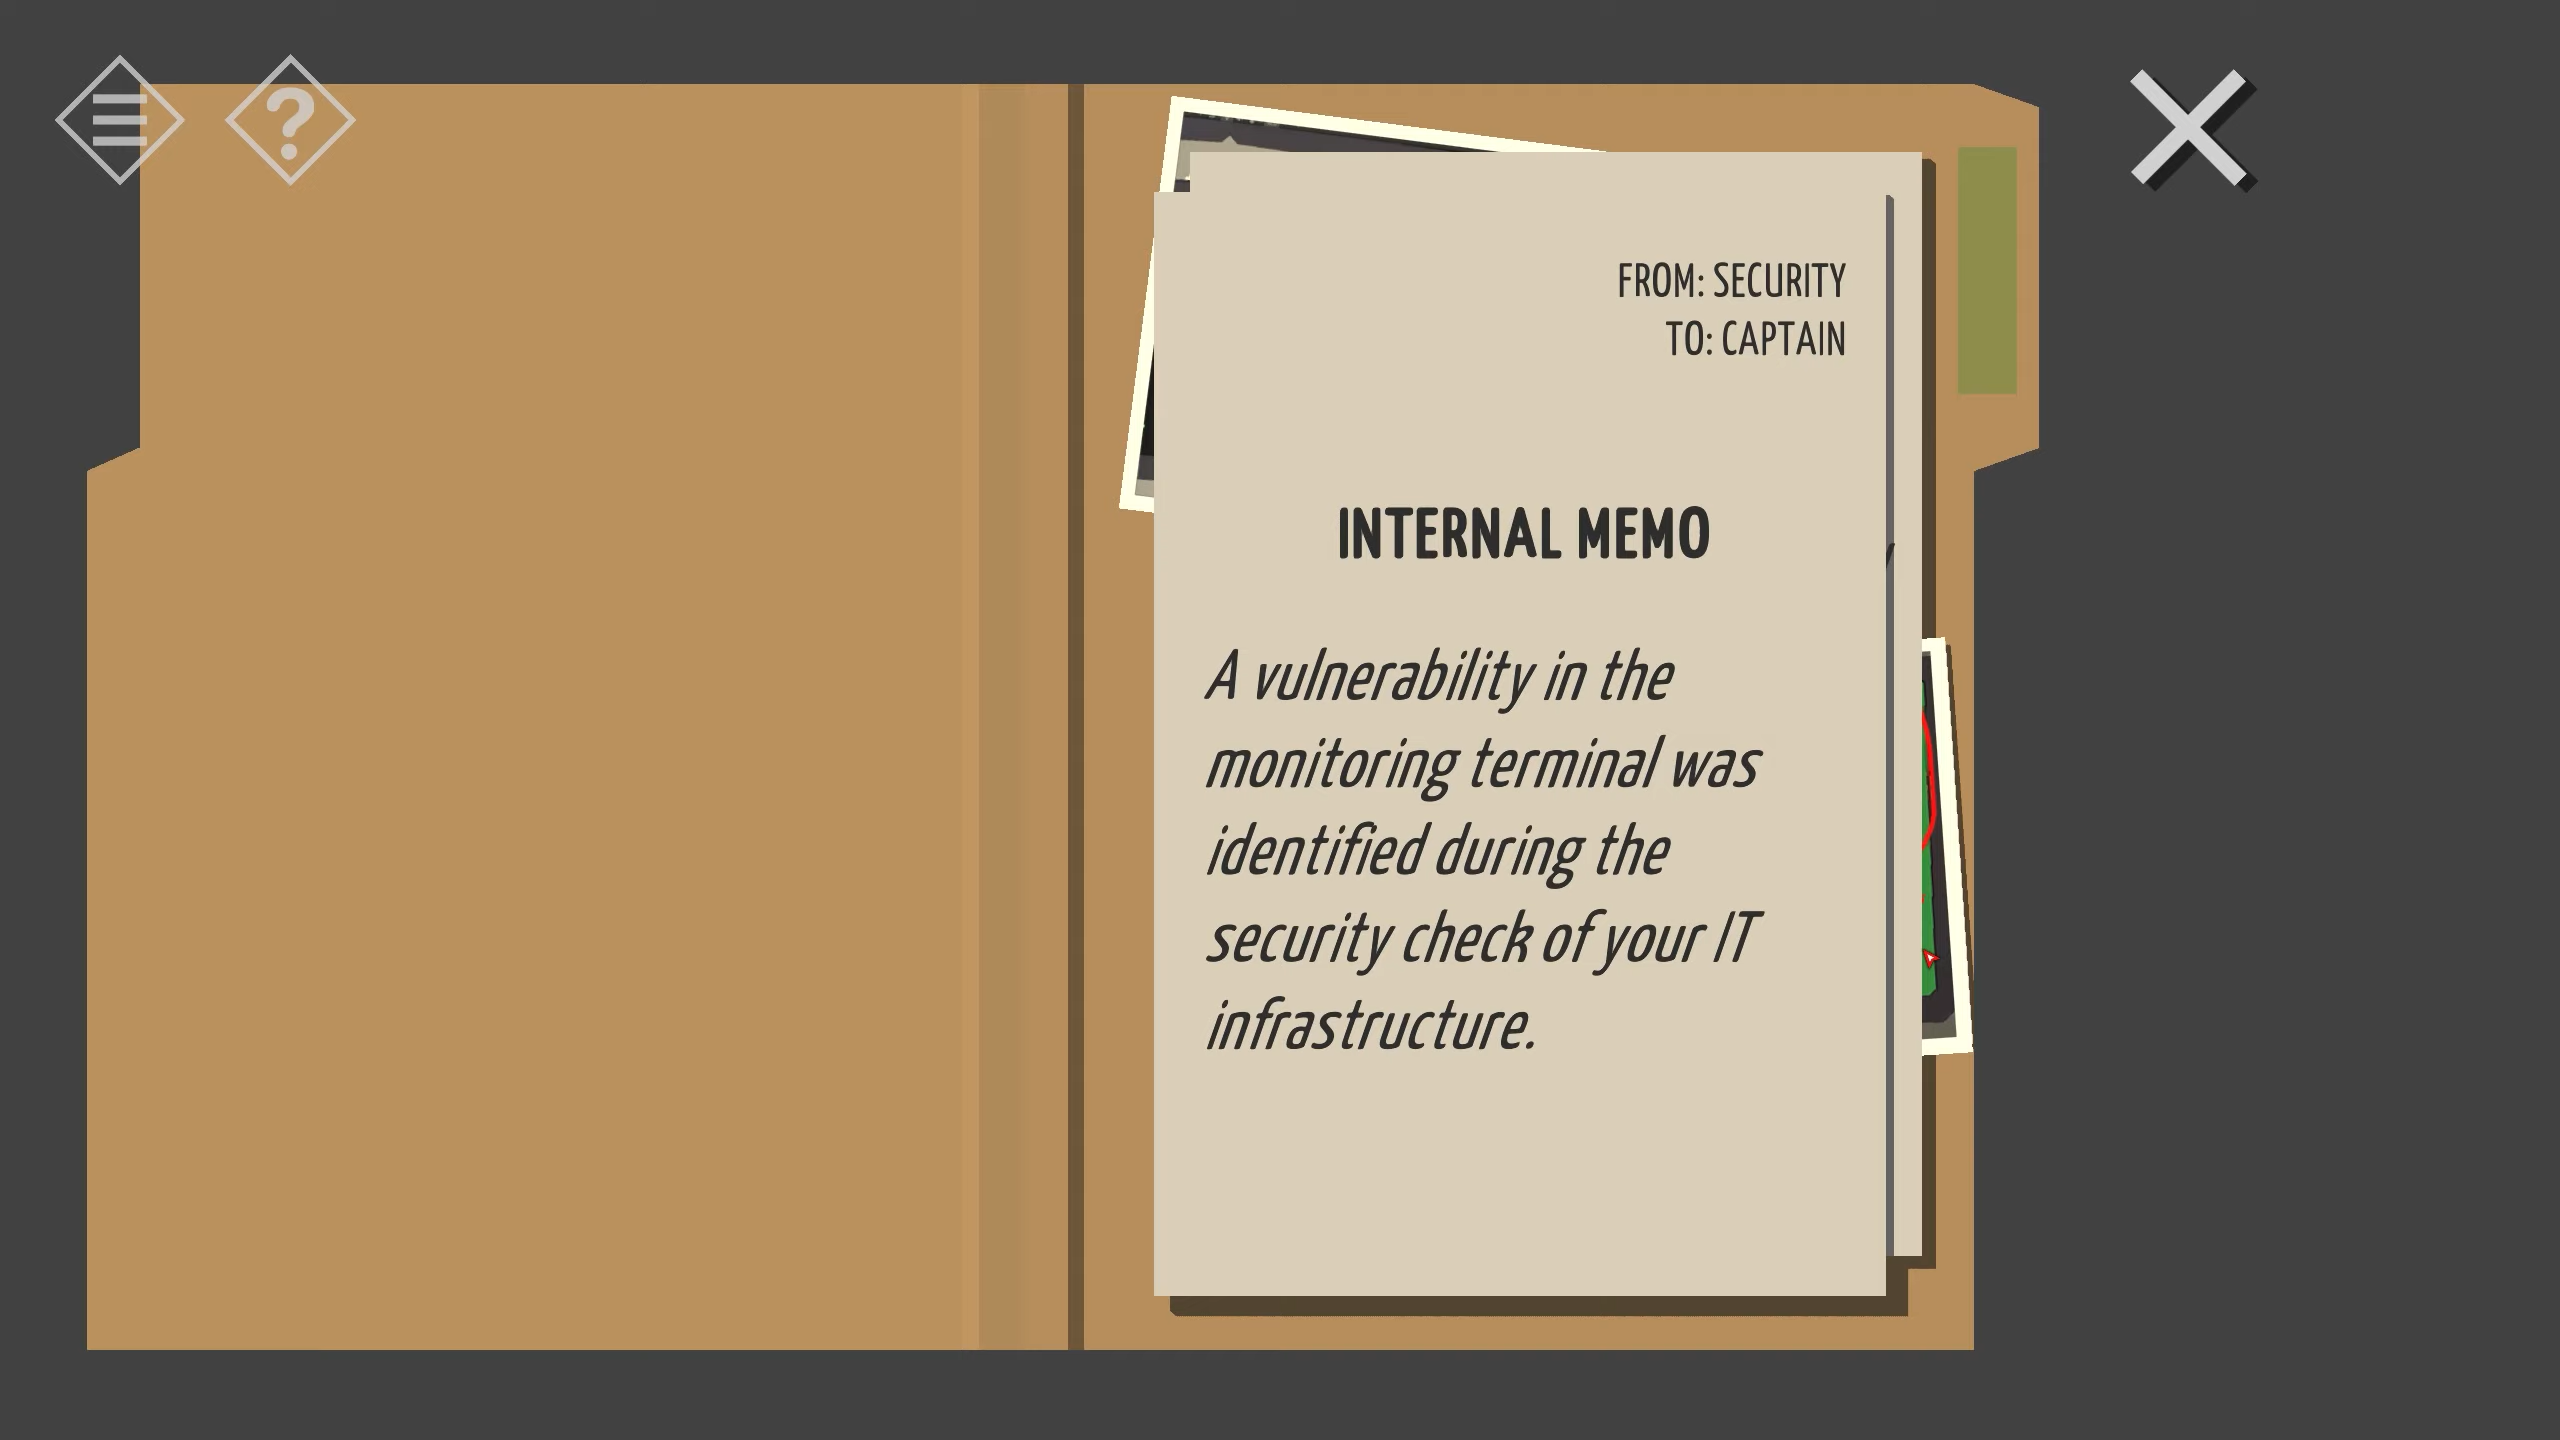 FROM: SECURITY
TO: CAPTAIN
INTERNAL MEMO
A vulnerability in the
monitoring terminal was
identified during the
security check of your IT
infrastructure.